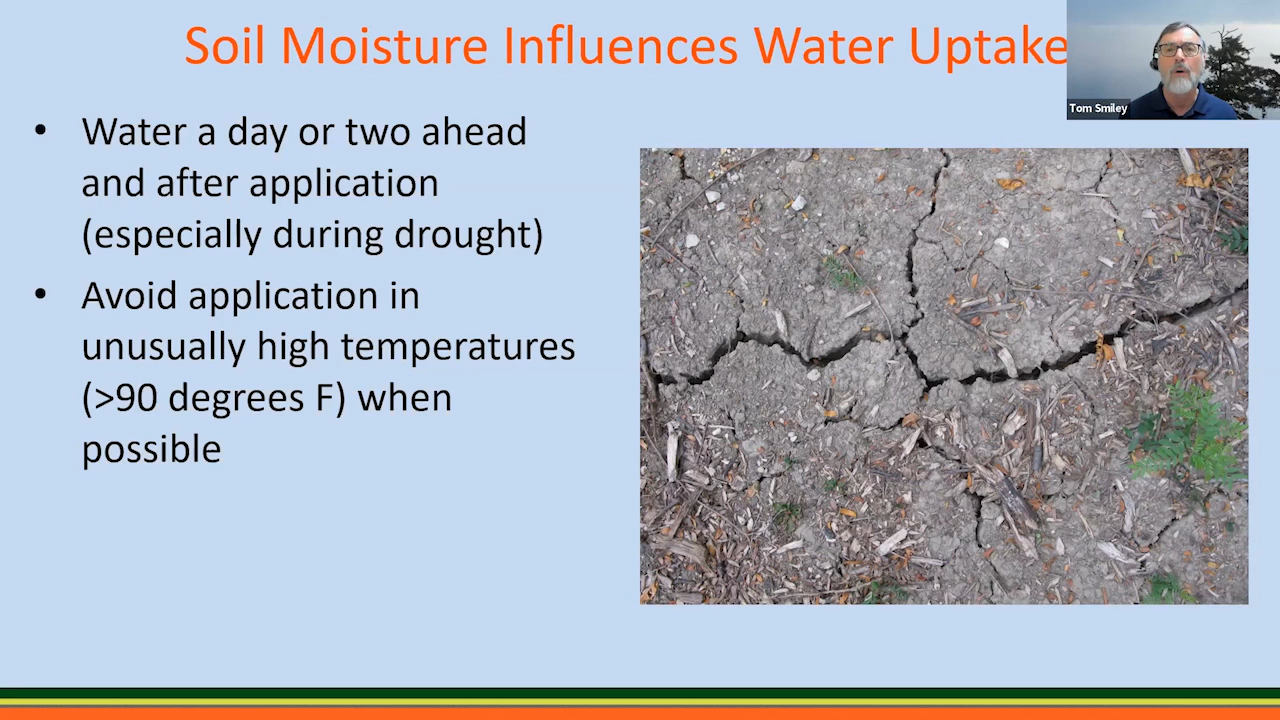 Soil Moisture Influences Water Uptake
Tom Smiley
• Water a day or two ahead
and after application
(especially during drought)
• Avoid application in
unusually high temperatures
(>90 degrees F) when
possible